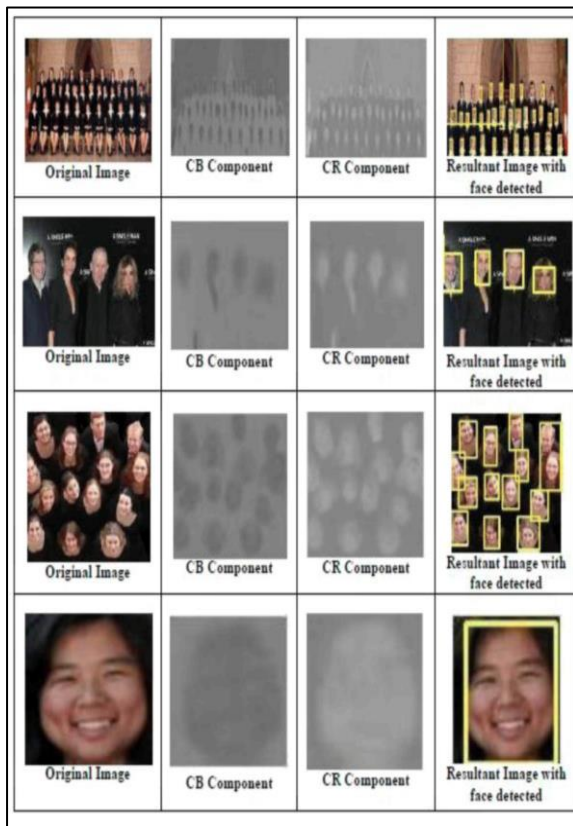 Original Image
CB Component
CR Component
Resultant Image with
face detected
A SINGLE MAN
Original Image
CB Component
CR Component
Resultant Image with
face detected
Original Image
CB Component
CR Component
Resultant Image with
face detected
Original Image
CB Component
CR Component
Resultant Image with
face detected